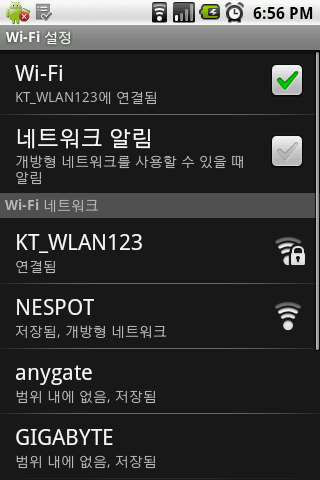 6:56 PM
Wi-Fi 설정
Wi-Fi
KT_WLAN123에 연결됨
네트워크 알림
개방형 네트워크를 사용할 수 있을 때
알림
Wi-Fi 네트워크
KT_WLAN123
연결됨
NESPOT
저장됨, 개방형 네트워크
anygate
범위 내에 없음, 저장됨
GIGABYTE
범위 내에 없음, 저장됨